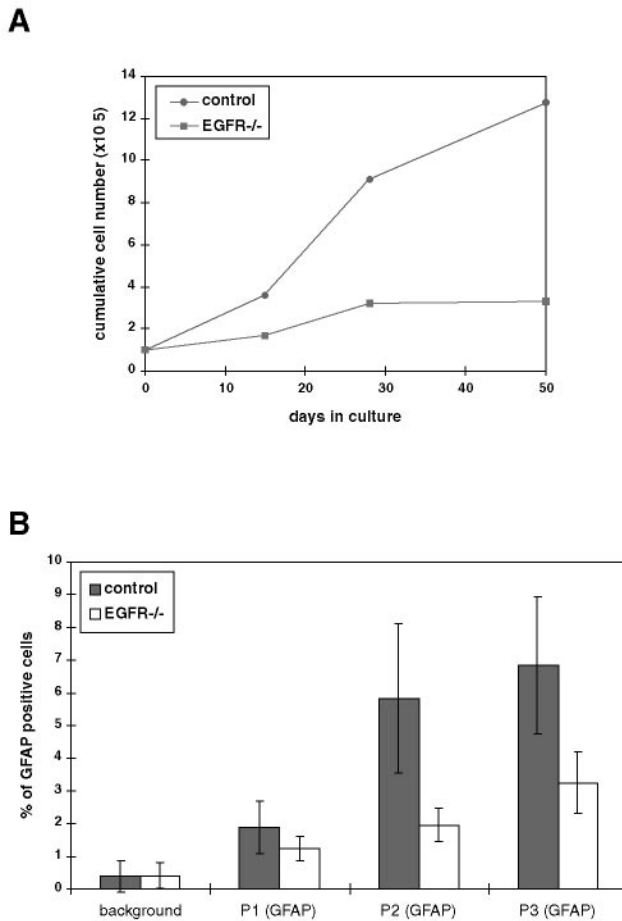 A
14
12
10
8
6
4
2
0
cumulative cell number (x10 5)
control
EGFR-/-
0 10 20 30 40 50
days in culture
B
10
9
8
7
6
5
4
3
2
1
0
% of GFAP positive cells
control
EGFR-/-
background P1 (GFAP) P2 (GFAP) P3 (GFAP)